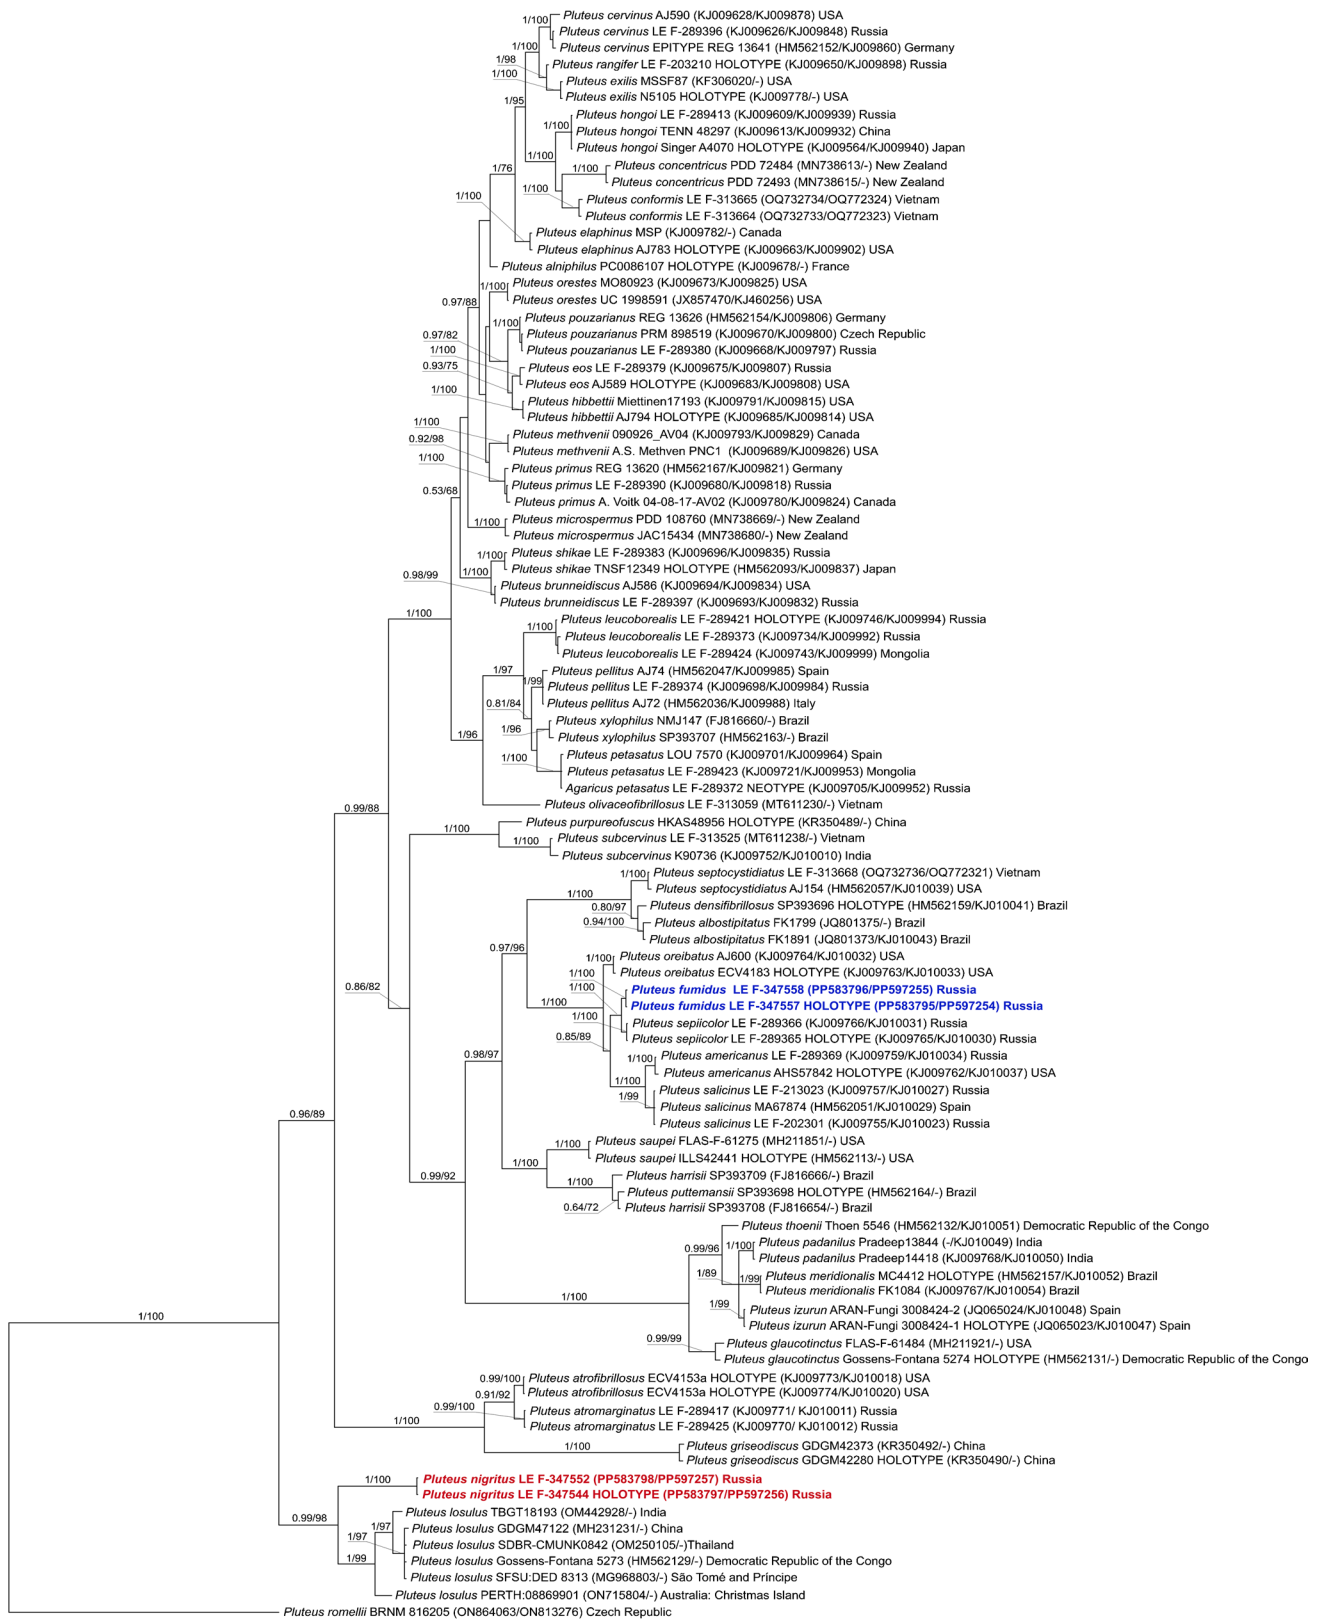 Pluteus cervinus AJ590 (KJ009628/KJ009878) USA
1/100
Pluteus cervinus LE F-289396 (KJ009626/KJ009848) Russia
Pluteus cervinus EPITYPE REG 13641 (HM562152/KJ009860) Germany
1/100
1/98
Pluteus rangifer LE F-203210 HOLOTYPE (KJ009650/KJ009898) Russia
1/100
Pluteus exilis MSSF87 (KF306020/-) USA
Pluteus exilis N5105 HOLOTYPE (KJ009778/-) USA
1/95
Pluteus hongoi LE F-289413 (KJ009609/KJ009939) Russia
1/100
Pluteus hongoi TENN 48297 (KJ009613/KJ009932) China
Pluteus hongoi Singer A4070 HOLOTYPE (KJ009564/KJ009940) Japan
1/100
Pluteus concentricus PDD 72484 (MN738613/-) New Zealand
1/76
1/100
Pluteus concentricus PDD 72493 (MN738615/-) New Zealand
1/100
1/100
Pluteus conformis LE F-313665 (OQ732734/OQ772324) Vietnam
Pluteus conformis LE F-313664 (OQ732733/OQ772323) Vietnam
Pluteus elaphinus MSP (KJ009782/-) Canada
Pluteus elaphinus AJ783 HOLOTYPE (KJ009663/KJ009902) USA
Pluteus alniphilus PC0086107 HOLOTYPE (KJ009678/-) France
Pluteus orestes MO80923 (KJ009673/KJ009825) USA
1/100
Pluteus orestes UC 1998591 (JX857470/KJ460256) USA
0.97/88
Pluteus pouzarianus REG 13626 (HM562154/KJ009806) Germany
1/100
Pluteus pouzarianus PRM 898519 (KJ009670/KJ009800) Czech Republic
0.97/82
Pluteus pouzarianus LE F-289380 (KJ009668/KJ009797) Russia
1/100
Pluteus eos LE F-289379 (KJ009675/KJ009807) Russia
0.93/75
Pluteus eos AJ589 HOLOTYPE (KJ009683/KJ009808) USA
1/100
Pluteus hibbettii Miettinen17193 (KJ009791/KJ009815) USA
Pluteus hibbettii AJ794 HOLOTYPE (KJ009685/KJ009814) USA
1/100
Pluteus methvenii 090926_AV04 (KJ009793/KJ009829) Canada
0.92/98
Pluteus methvenii A.S. Methven PNC1 (KJ009689/KJ009826) USA
1/100
Pluteus primus REG 13620 (HM562167/KJ009821) Germany
Pluteus primus LE F-289390 (KJ009680/KJ009818) Russia
0.53/68
Pluteus primus A. Voitk 04-08-17-AV02 (KJ009780/KJ009824) Canada
Pluteus microspermus PDD 108760 (MN738669/-) New Zealand
1/100
Pluteus microspermus JAC15434 (MN738680/-) New Zealand
Pluteus shikae LE F-289383 (KJ009696/KJ009835) Russia
1/100
Pluteus shikae TNSF12349 HOLOTYPE (HM562093/KJ009837) Japan
1/100
0.98/99
Pluteus brunneidiscus AJ586 (KJ009694/KJ009834) USA
Pluteus brunneidiscus LE F-289397 (KJ009693/KJ009832) Russia
1/100
Pluteus leucoborealis LE F-289421 HOLOTYPE (KJ009746/KJ009994) Russia
1/100
Pluteus leucoborealis LE F-289373 (KJ009734/KJ009992) Russia
Pluteus leucoborealis LE F-289424 (KJ009743/KJ009999) Mongolia
1/97
Pluteus pellitus AJ74 (HM562047/KJ009985) Spain
1/99
Pluteus pellitus LE F-289374 (KJ009698/KJ009984) Russia
0.81/84
Pluteus pellitus AJ72 (HM562036/KJ009988) Italy
Pluteus xylophilus NMJ147 (FJ816660/-) Brazil
1/96
1/96
Pluteus xylophilus SP393707 (HM562163/-) Brazil
Pluteus petasatus LOU 7570 (KJ009701/KJ009964) Spain
1/100
Pluteus petasatus LE F-289423 (KJ009721/KJ009953) Mongolia
Agaricus petasatus LE F-289372 NEOTYPE (KJ009705/KJ009952) Russia
Pluteus olivaceofibrillosus LE F-313059 (MT611230/-) Vietnam
0.99/88
Pluteus purpureofuscus HKAS48956 HOLOTYPE (KR350489/-) China
1/100
Pluteus subcervinus LE F-313525 (MT611238/-) Vietnam
1/100
Pluteus subcervinus K90736 (KJ009752/KJ010010) India
Pluteus septocystidiatus LE F-313668 (OQ732736/OQ772321) Vietnam
1/100
Pluteus septocystidiatus AJ154 (HM562057/KJ010039) USA
1/100
Pluteus densifibrillosus SP393696 HOLOTYPE (HM562159/KJ010041) Brazil
0.80/97
Pluteus albostipitatus FK1799 (JQ801375/-) Brazil
0.94/100
Pluteus albostipitatus FK1891 (JQ801373/KJ010043) Brazil
0.97/96
Pluteus oreibatus AJ600 (KJ009764/KJ010032) USA
1/100
Pluteus oreibatus ECV4183 HOLOTYPE (KJ009763/KJ010033) USA
1/100
0.86/82
1/100
Pluteus fumidus LE F-347558 (PP583796/PP597255) Russia
1/100
Pluteus fumidus LE F-347557 HOLOTYPE (PP583795/PP597254) Russia
1/100
Pluteus sepiicolor LE F-289366 (KJ009766/KJ010031) Russia
0.85/89
Pluteus sepiicolor LE F-289365 HOLOTYPE (KJ009765/KJ010030) Russia
0.98/97
Pluteus americanus LE F-289369 (KJ009759/KJ010034) Russia
1/100
Pluteus americanus AHS57842 HOLOTYPE (KJ009762/KJ010037) USA
1/100
Pluteus salicinus LE F-213023 (KJ009757/KJ010027) Russia
1/99
Pluteus salicinus MA67874 (HM562051/KJ010029) Spain
0.96/89
Pluteus salicinus LE F-202301 (KJ009755/KJ010023) Russia
Pluteus saupei FLAS-F-61275 (MH211851/-) USA
1/100
Pluteus saupei ILLS42441 HOLOTYPE (HM562113/-) USA
1/100
0.99/92
Pluteus harrisii SP393709 (FJ816666/-) Brazil
1/100
Pluteus puttemansii SP393698 HOLOTYPE (HM562164/-) Brazil
0.64/72
Pluteus harrisii SP393708 (FJ816654/-) Brazil
Pluteus thoenii Thoen 5546 (HM562132/KJ010051) Democratic Republic of the Congo
0.99/96
Pluteus padanilus Pradeep13844 (-/KJ010049) India
1/100
Pluteus padanilus Pradeep14418 (KJ009768/KJ010050) India
1/89
Pluteus meridionalis MC4412 HOLOTYPE (HM562157/KJ010052) Brazil
1/99
Pluteus meridionalis FK1084 (KJ009767/KJ010054) Brazil
1/100
1/99
Pluteus izurun ARAN-Fungi 3008424-2 (JQ065024/KJ010048) Spain
1/100
Pluteus izurun ARAN-Fungi 3008424-1 HOLOTYPE (JQ065023/KJ010047) Spain
0.99/99
Pluteus glaucotinctus FLAS-F-61484 (MH211921/-) USA
Pluteus glaucotinctus Gossens-Fontana 5274 HOLOTYPE (HM562131/-) Democratic Republic of the Congo
0.99/100
Pluteus atrofibrillosus ECV4153a HOLOTYPE (KJ009773/KJ010018) USA
0.91/92
Pluteus atrofibrillosus ECV4153a HOLOTYPE (KJ009774/KJ010020) USA
0.99/100
Pluteus atromarginatus LE F-289417 (KJ009771/ KJ010011) Russia
1/100
Pluteus atromarginatus LE F-289425 (KJ009770/ KJ010012) Russia
1/100
Pluteus griseodiscus GDGM42373 (KR350492/-) China
Pluteus griseodiscus GDGM42280 HOLOTYPE (KR350490/-) China
1/100
Pluteus nigritus LE F-347552 (PP583798/PP597257) Russia
Pluteus nigritus LE F-347544 HOLOTYPE (PP583797/PP597256) Russia
0.99/98
Pluteus losulus TBGT18193 (OM442928/-) India
1/97
Pluteus losulus GDGM47122 (MH231231/-) China
1/97
Pluteus losulus SDBR-CMUNK0842 (OM250105/-)Thailand
1/99
Pluteus losulus Gossens-Fontana 5273 (HM562129/-) Democratic Republic of the Congo
Pluteus losulus SFSU:DED 8313 (MG968803/-) São Tomé and Príncipe
Pluteus losulus PERTH:08869901 (ON715804/-) Australia: Christmas Island
Pluteus romellii BRNM 816205 (ON864063/ON813276) Czech Republic